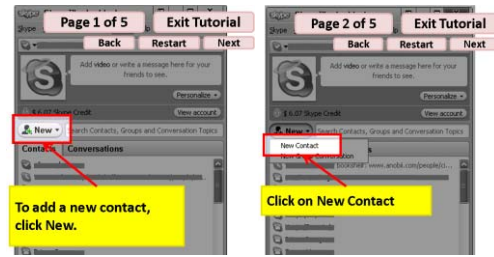 Page 1 of 5
Exit Tutorial
Skype
Back
Restart
Next
Add video or write a message here for your
friends to see.
Personalize
$ 6.07 Skype Credit
View account
New
Search Contacts, Groups and Conversation Topics
Contacts
Conversations
To add a new contact,
click New.
Page 2 of 5
Exit Tutorial
Skype
Back
Restart
Next
Add video or write a message here for your
friends to see.
Personalize
$ 6.07 Skype Credit
View account
New
Search Contacts, Groups and Conversation Topics
New Contact
Conversation
Click on New Contact